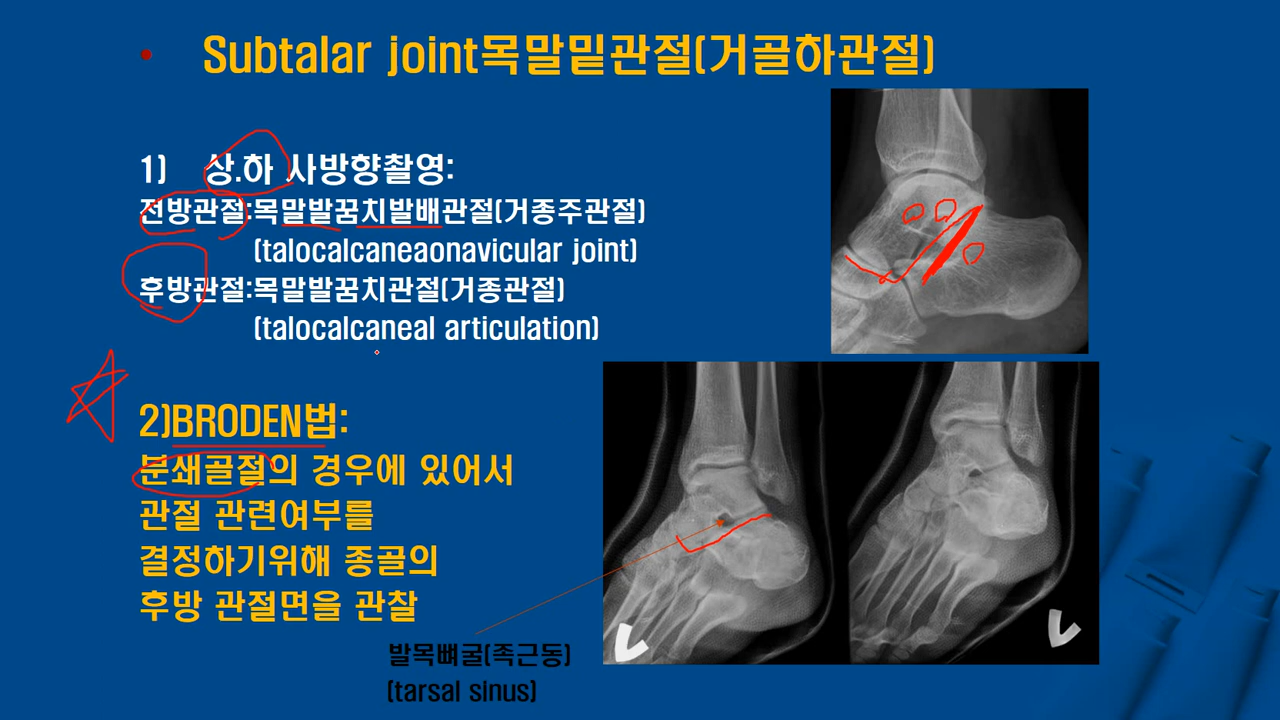 • Subtalar joint목말밑관절(거골하관절)
1) 상.하 사방향촬영:
전방관절:목말발꿈치발배관절(거종주관절)
(talocalcaneaonavicular joint)
후방관절:목말발꿈치관절(거종관절)
(talocalcaneal articulation)
2)BRODEN법:
분쇄골절의 경우에 있어서
관절 관련여부를
결정하기위해 종골의
후방 관절면을 관찰
발목뼈굴(족근동)
(tarsal sinus)